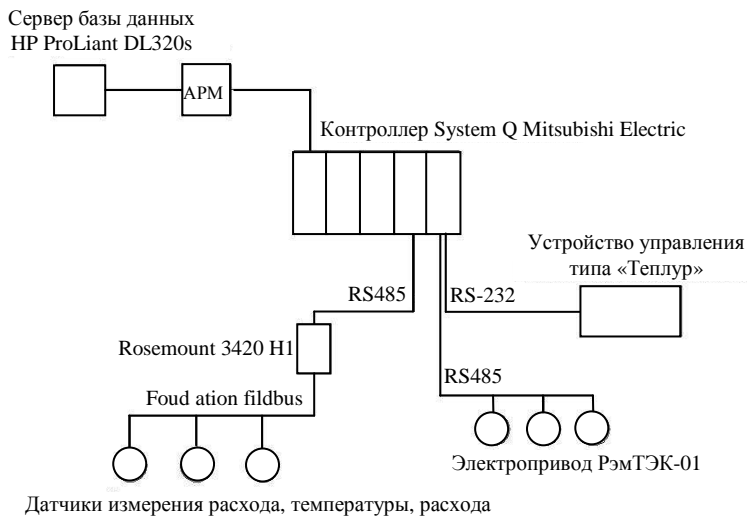 Сервер базы данных
HP ProLiant DL320s
АРМ
Контроллер System Q Mitsubishi Electric
Устройство управления
типа «Теплур»
RS485
RS-232
Rosemount 3420 H1
RS485
Foud ation fildbus
Электропривод РэмТЭК-01
Датчики измерения расхода, температуры, расхода